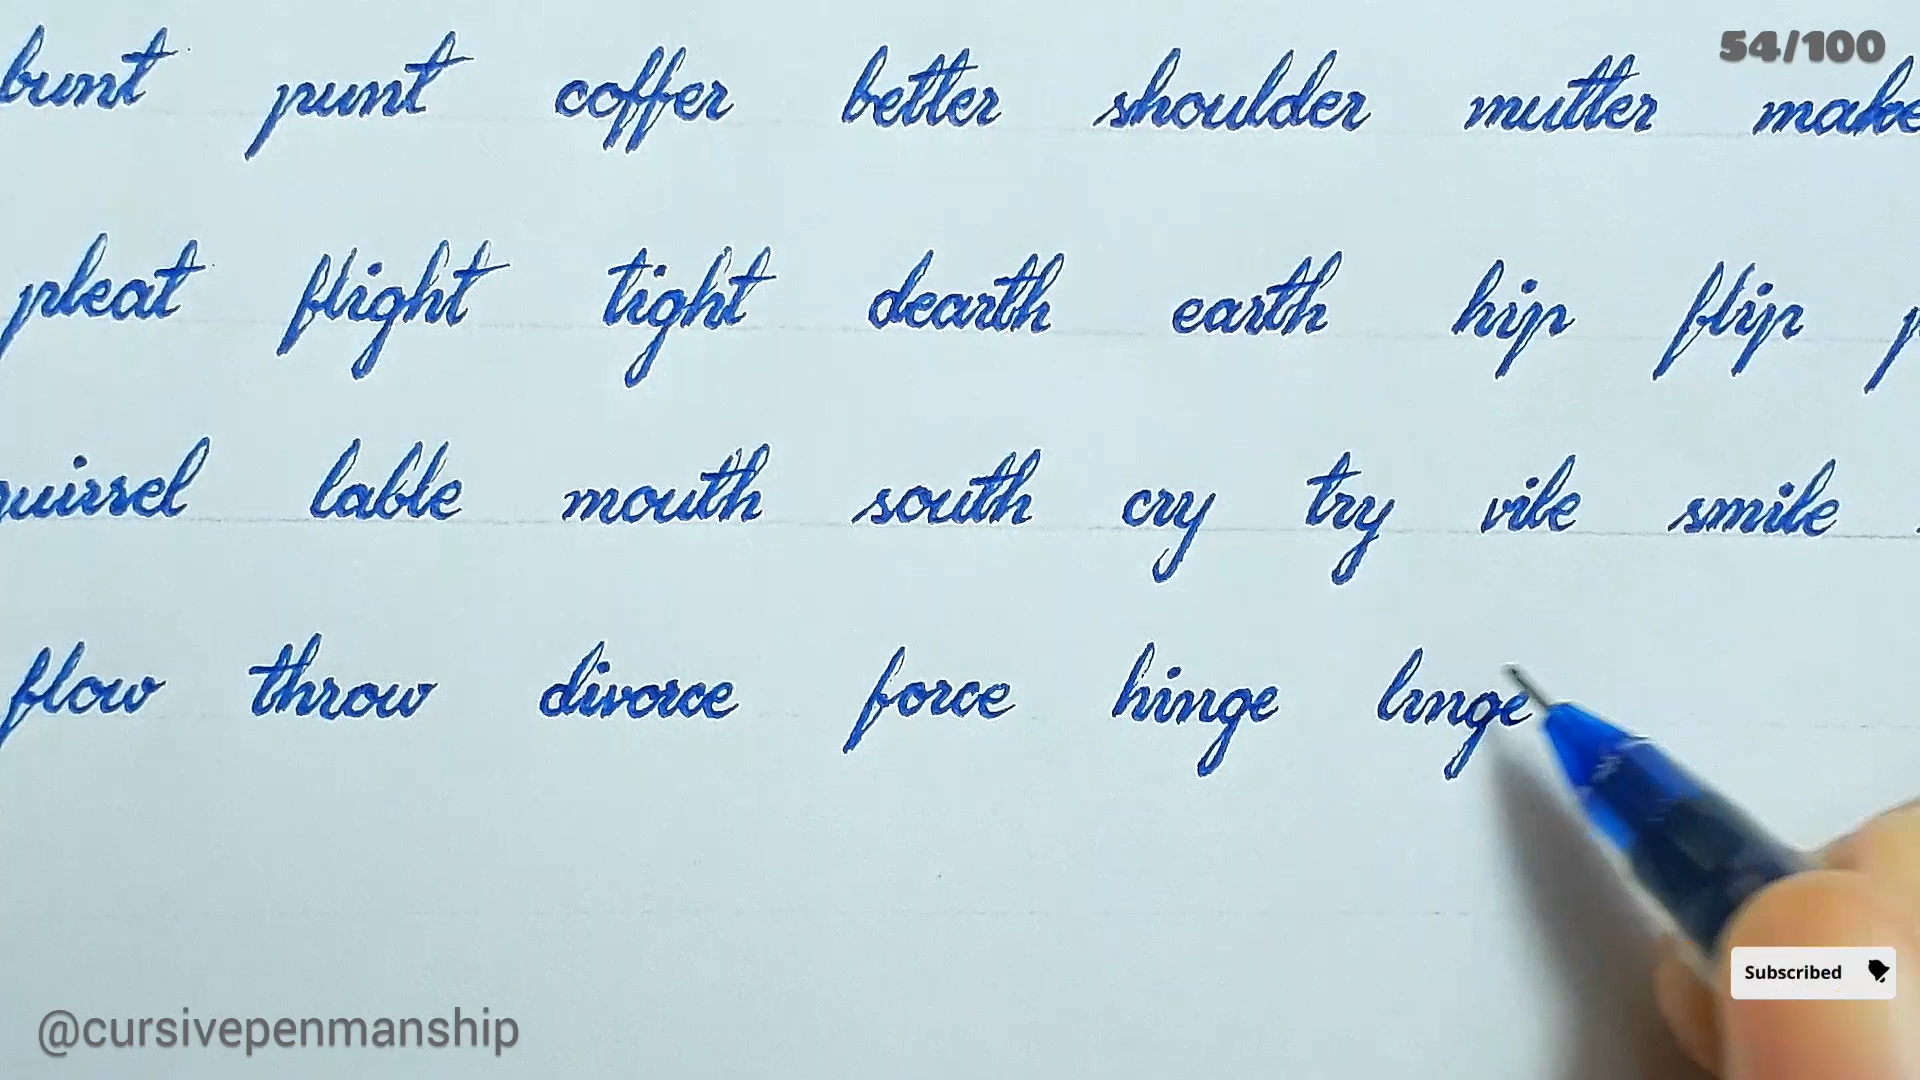 54/100
bunt punt coffer better shoulder mutter make
pleat flight tight dearth earth hip flip
lable mouth south cry try vile smile
flow throw divorce force hinge linge
Subscribed
@cursivepenmanship